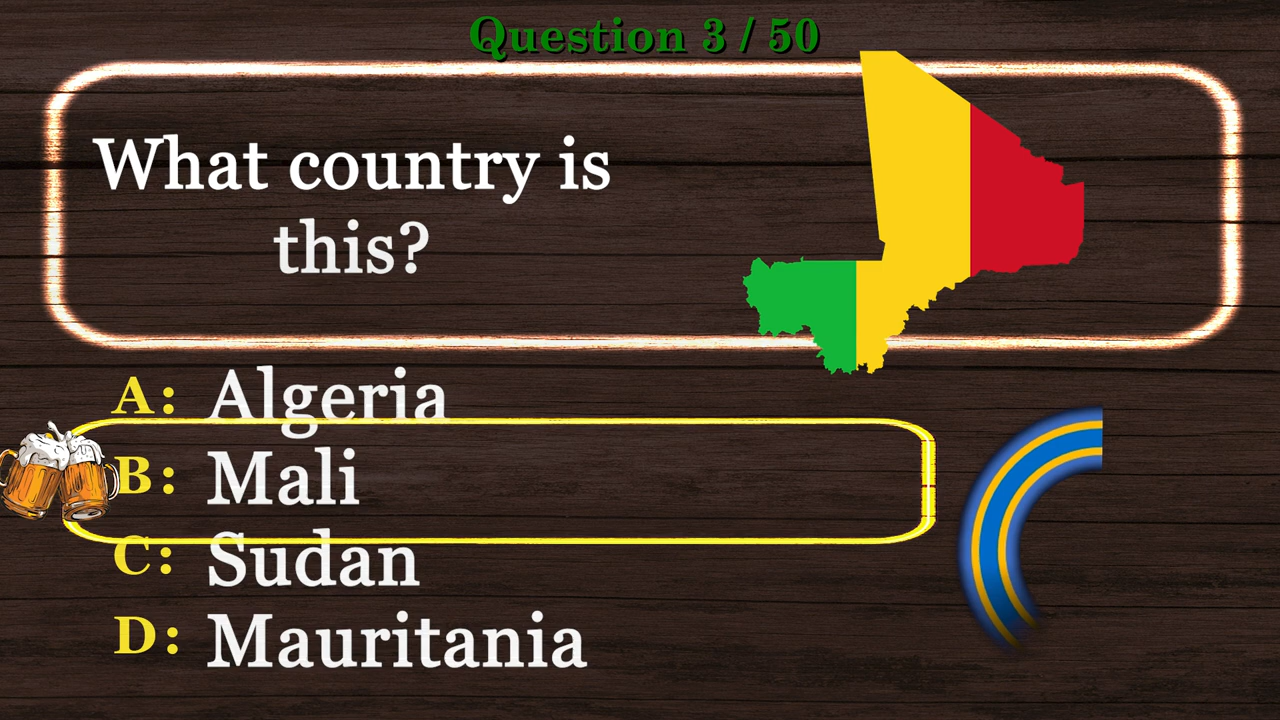 Question 3 / 50
What country is
this?
A: Algeria
B: Mali
C: Sudan
D: Mauritania